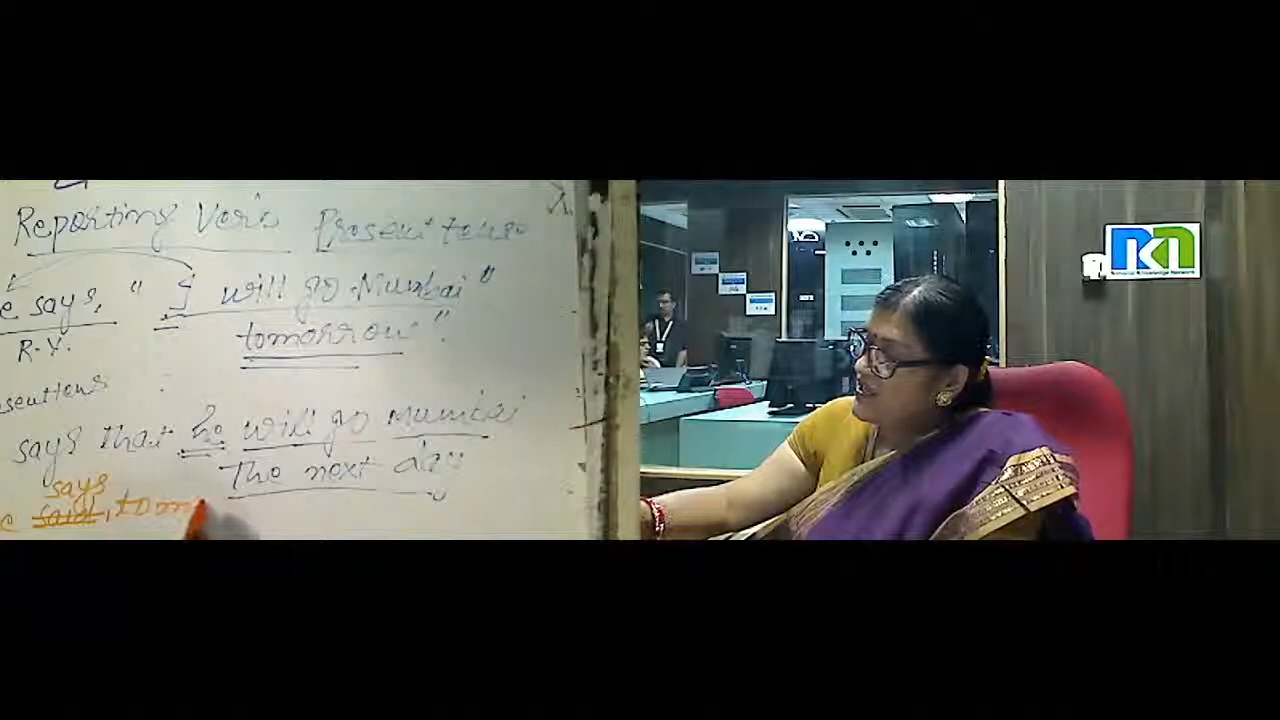 Reporting Verb Present tense
e says, " I will go Mumbai "
tomorrow ".
R.V.
says that he will go Mumbai
The next day
says
said, tom